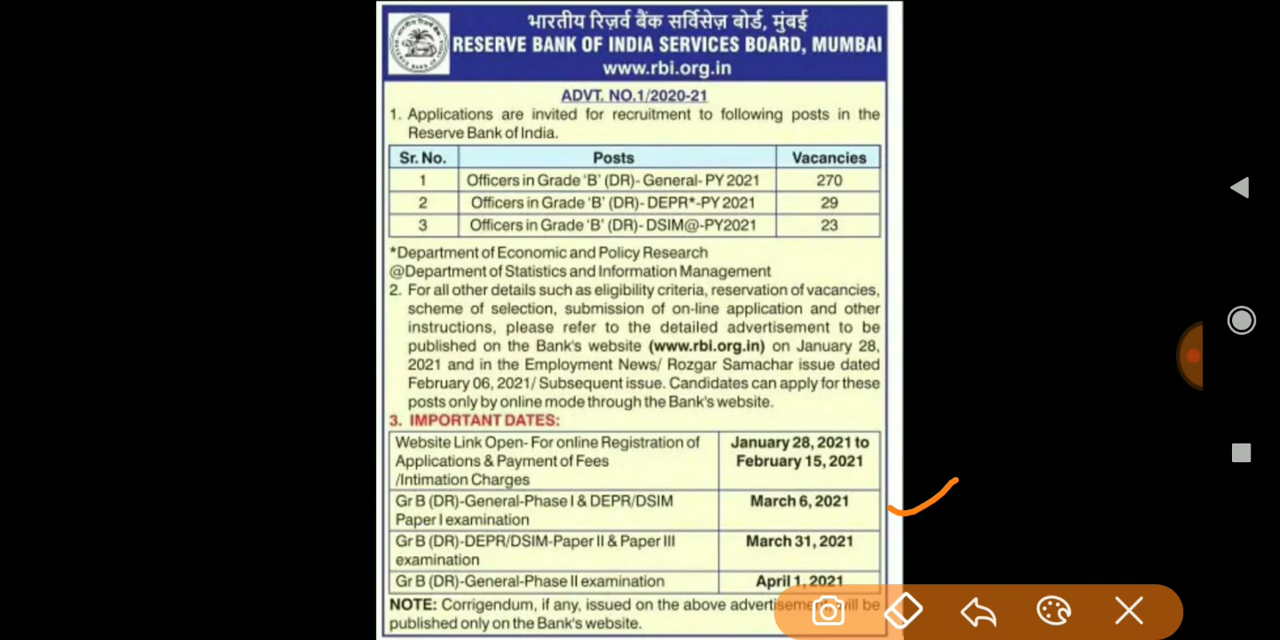 भारतीय रिज़र्व बैंक सर्विसेज़ बोर्ड, मुंबई
RESERVE BANK OF INDIA SERVICES BOARD, MUMBAI
www.rbi.org.in
ADVT. NO.1/2020-21
1. Applications are invited for recruitment to following posts in the
Reserve Bank of India.
Sr. No. Posts Vacancies
1 Officers in Grade 'B' (DR)- General- PY 2021 270
2 Officers in Grade 'B' (DR)- DEPR*-PY 2021 29
3 Officers in Grade 'B' (DR)- DSIM@-PY2021 23
*Department of Economic and Policy Research
@Department of Statistics and Information Management
2. For all other details such as eligibility criteria, reservation of vacancies,
scheme of selection, submission of on-line application and other
instructions, please refer to the detailed advertisement to be
published on the Bank's website (www.rbi.org.in) on January 28,
2021 and in the Employment News/ Rozgar Samachar issue dated
February 06, 2021/ Subsequent issue. Candidates can apply for these
posts only by online mode through the Bank's website.
3. IMPORTANT DATES:
Website Link Open- For online Registration of January 28, 2021 to
Applications & Payment of Fees February 15, 2021
/Intimation Charges
Gr B (DR)-General-Phase I & DEPR/DSIM March 6, 2021
Paper I examination
Gr B (DR)-DEPR/DSIM-Paper II & Paper III March 31, 2021
examination
Gr B (DR)-General-Phase II examination April 1, 2021
NOTE: Corrigendum, if any, issued on the above advertisement will be
published only on the Bank's website.